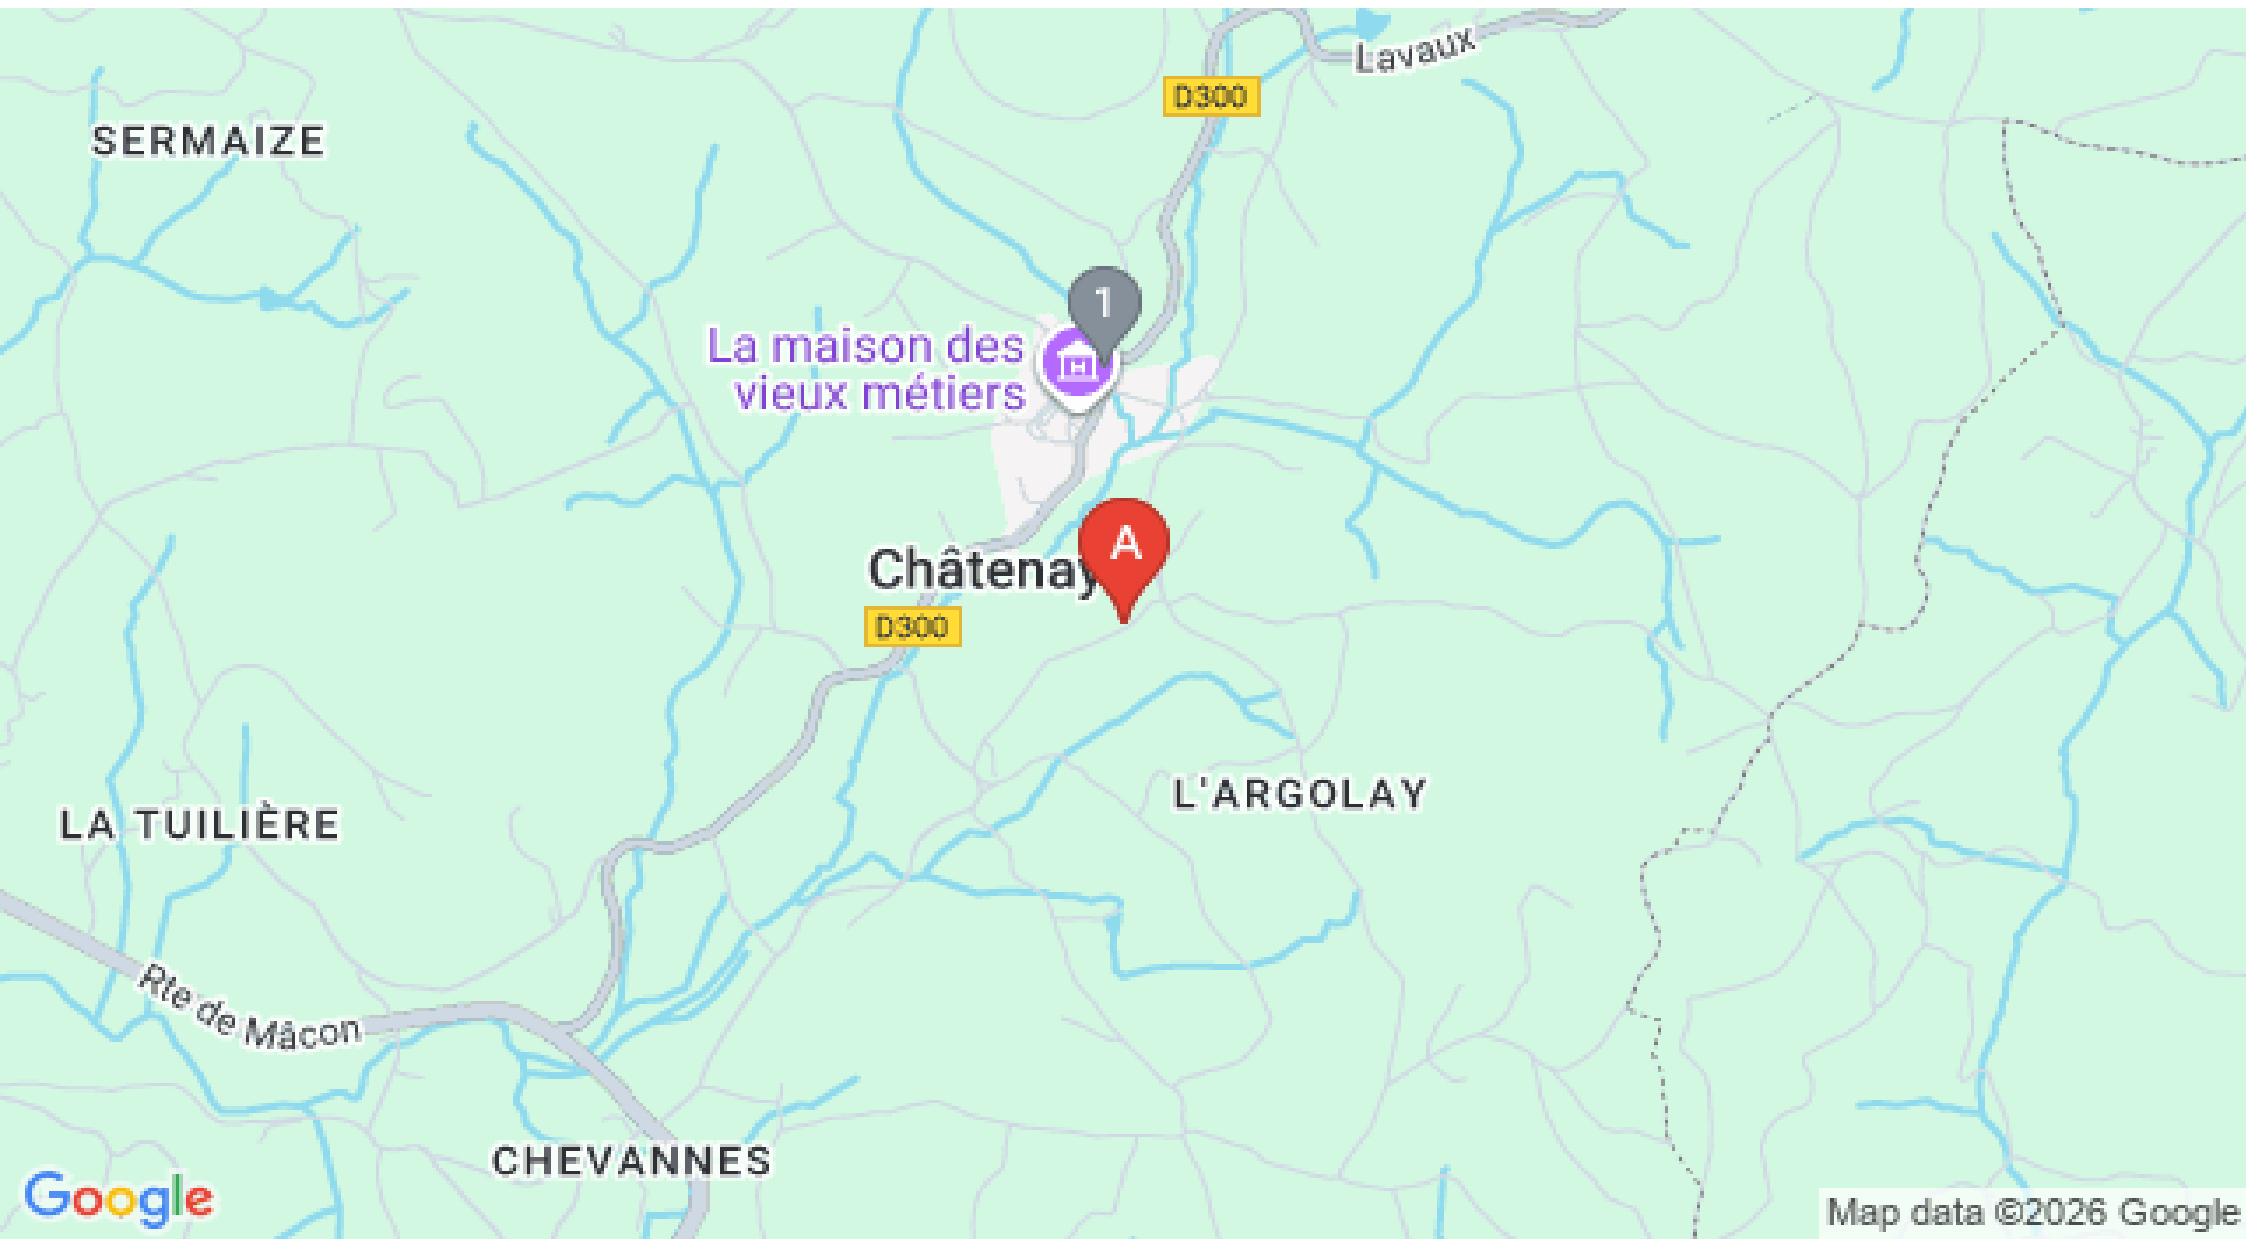 Lavaux
D300
SERMAIZE
1
La maison des
vieux métiers
A
Châtenay
D300
L'ARGOLAY
LA TUILIÈRE
Rte de Mâcon
CHEVANNES
Google
Map data ©2026 Google